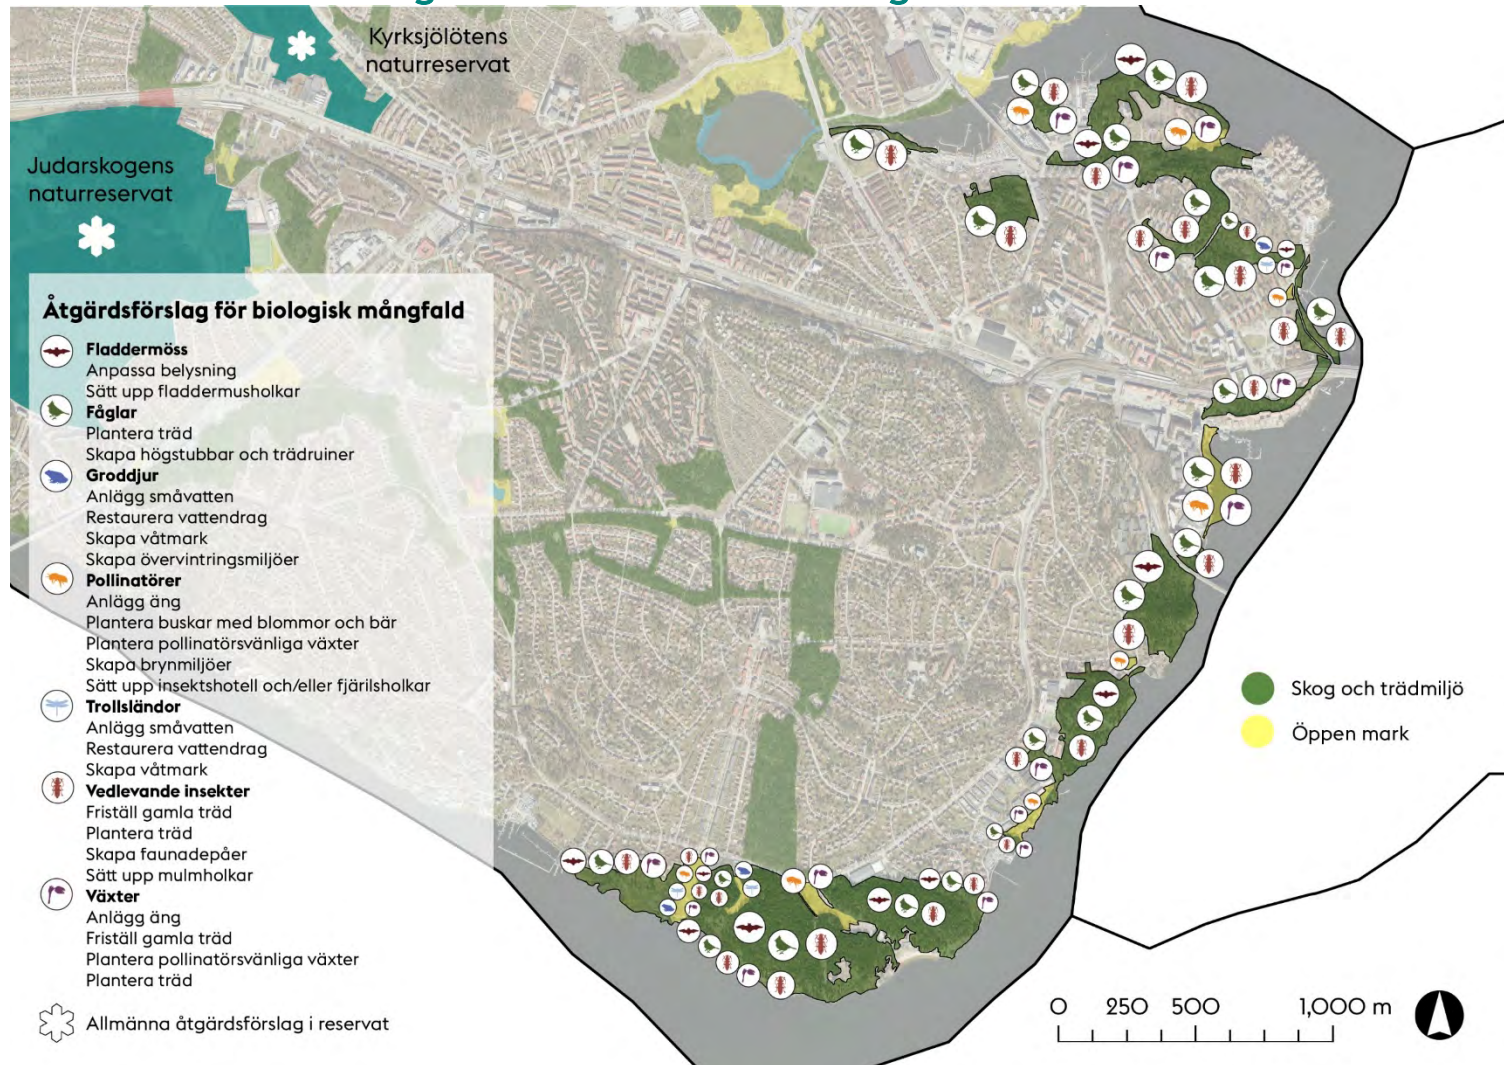 Kyrksjölötens
naturreservat
Judarskogens
naturreservat
Åtgärdsförslag för biologisk mångfald
Fladdermöss
Anpassa belysning
Sätt upp fladdermusholkar
Fåglar
Plantera träd
Skapa högstubbar och trädruiner
Groddjur
Anlägg småvatten
Restaurera vattendrag
Skapa våtmark
Skapa övervintringsmiljöer
Pollinatörer
Anlägg äng
Plantera buskar med blommor och bär
Plantera pollinatörsvänliga växter
Skapa brynmiljöer
Sätt upp insektshotell och/eller fjärilsholkar
Trollsländor
Anlägg småvatten
Restaurera vattendrag
Skapa våtmark
Vedlevande insekter
Friställ gamla träd
Plantera träd
Skapa faunadepåer
Sätt upp mulmholkar
Växter
Anlägg äng
Friställ gamla träd
Plantera pollinatörsvänliga växter
Plantera träd
Allmänna åtgärdsförslag i reservat
Skog och trädmiljö
Öppen mark
0 250 500 1,000 m